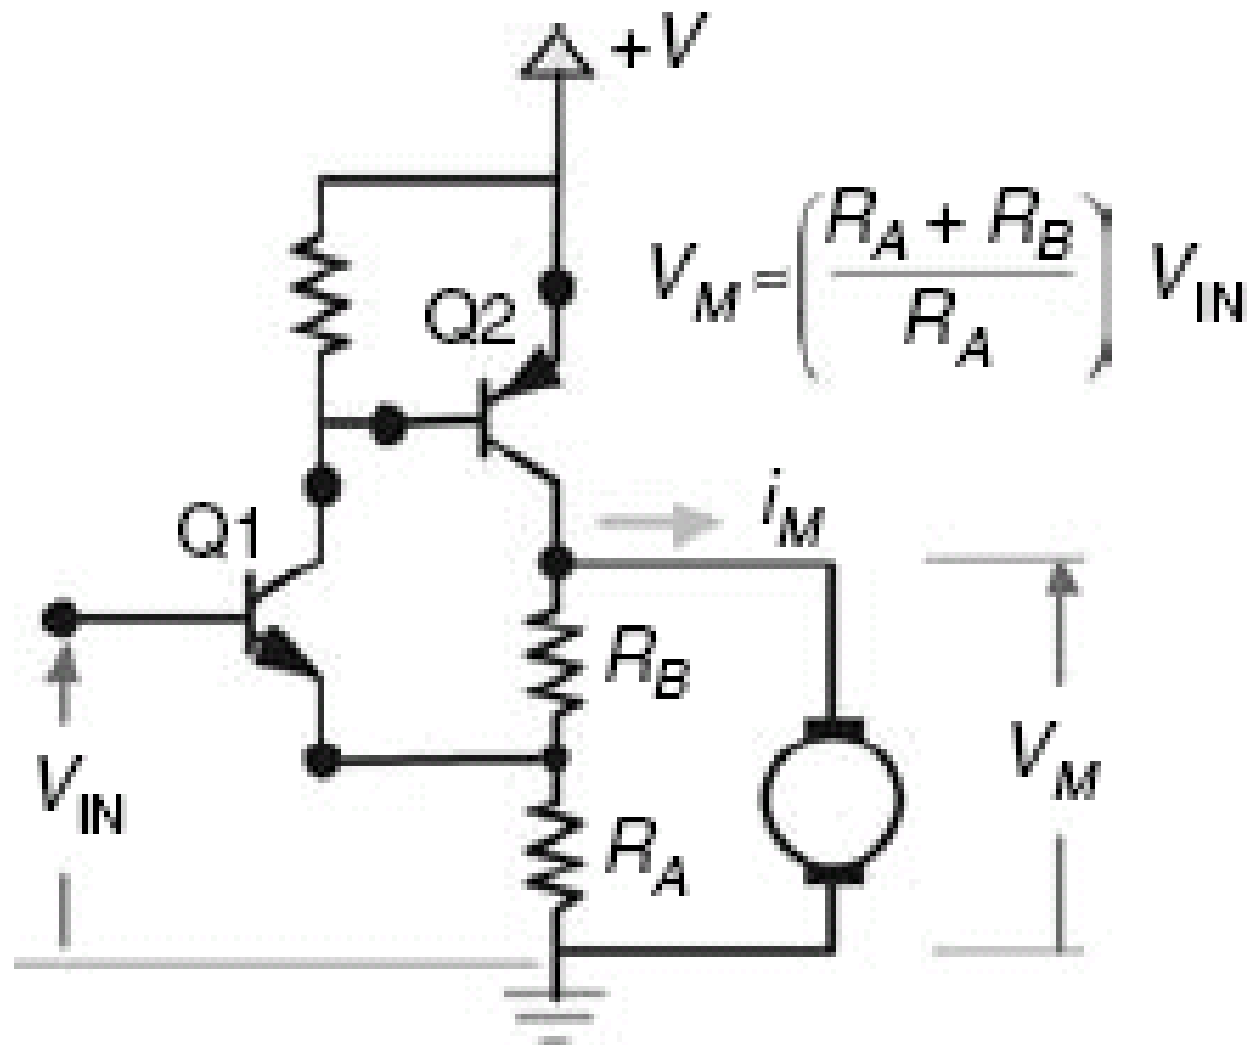 +V
V_M = ((R_A + R_B) / R_A) V_IN
Q2
i_M
Q1
R_B
V_IN
V_M
R_A